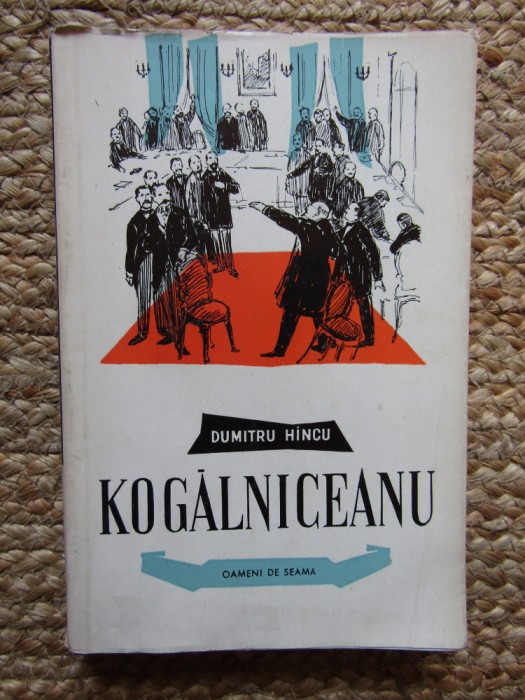 DUMITRU HÎNCU
KOGĂLNICEANU
OAMENI DE SEAMĂ